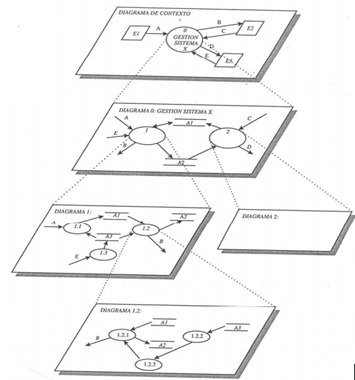 DIAGRAMA DE CONTEXTO
E1
A
0
GESTION
SISTEMA
X
B
C
E2
D
E
DIAGRAMA 0: GESTION SISTEMA X
A
E
B
1
A1
2
C
D
A2
DIAGRAMA 1:
A
1.1
A1
1.2
A2
A3
B
E
1.3
DIAGRAMA 2:
DIAGRAMA 1.2:
B
1.2.1
A1
A2
1.2.2
A3
1.2.3